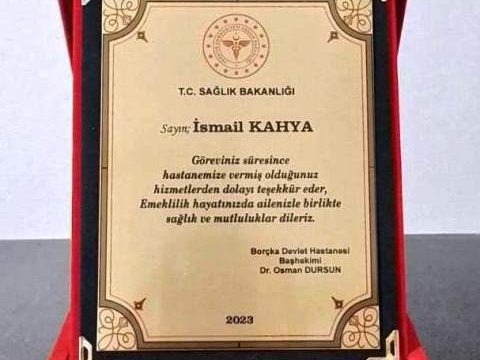 T.C. SAĞLIK BAKANLIĞI
Sayın; İsmail KAHYA
Göreviniz süresince
hastanemize vermiş olduğunuz
hizmetlerden dolayı teşekkür eder,
Emeklilik hayatınızda ailenizle birlikte
sağlık ve mutluluklar dileriz.
Borçka Devlet Hastanesi
Başhekimi
Dr. Osman DURSUN
2023